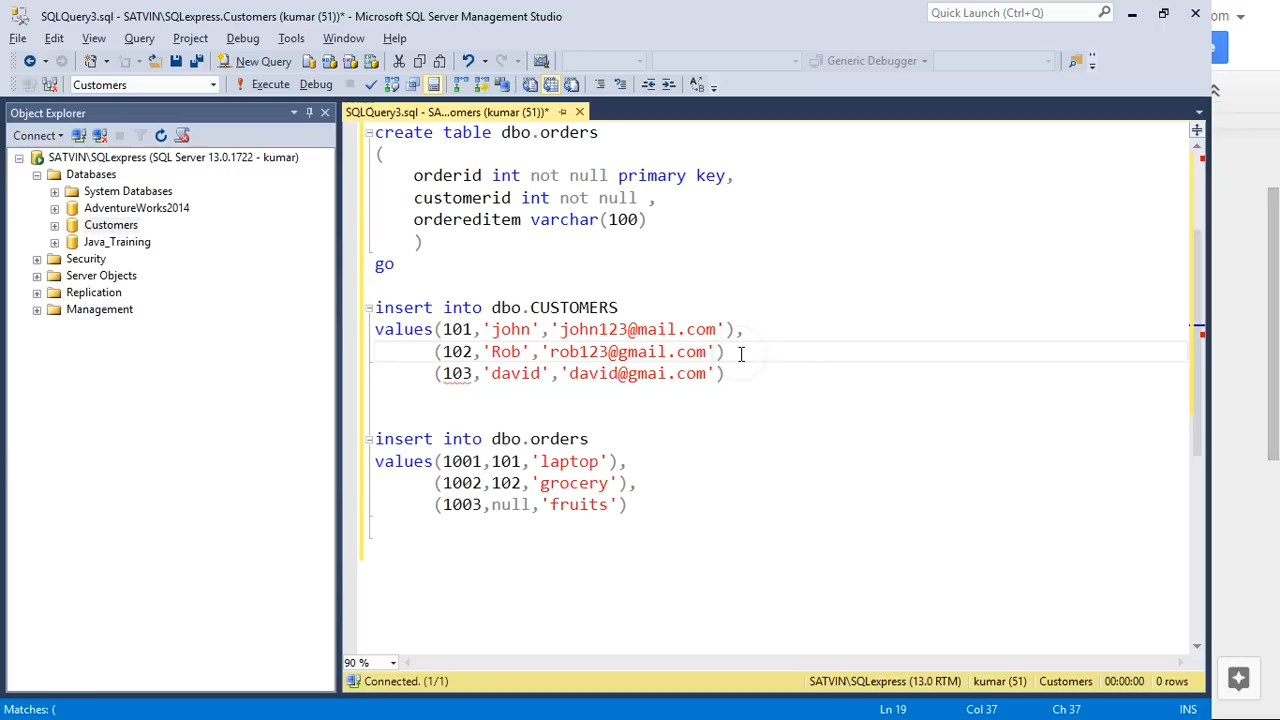 SQLQuery3.sql - SATVIN\SQLexpress.Customers (kumar (51))* - Microsoft SQL Server Management Studio
Quick Launch (Ctrl+Q)
om
File Edit View Query Project Debug Tools Window Help
New Query
Generic Debugger
Customers
Execute Debug
Object Explorer
SQLQuery3.sql - SA...omers (kumar (51))*
Connect
SATVIN\SQLexpress (SQL Server 13.0.1722 - kumar)
Databases
System Databases
AdventureWorks2014
Customers
Java_Training
Security
Server Objects
Replication
Management
create table dbo.orders
(
orderid int not null primary key,
customerid int not null ,
ordereditem varchar(100)
)
go
insert into dbo.CUSTOMERS
values(101,'john','john123@mail.com'),
(102,'Rob','rob123@gmail.com')
(103,'david','david@gmai.com')
insert into dbo.orders
values(1001,101,'laptop'),
(1002,102,'grocery'),
(1003,null,'fruits')
90 %
Connected. (1/1)
SATVIN\SQLexpress (13.0 RTM) kumar (51) Customers 00:00:00 0 rows
Matches: (
Ln 19 Col 37 Ch 37 INS